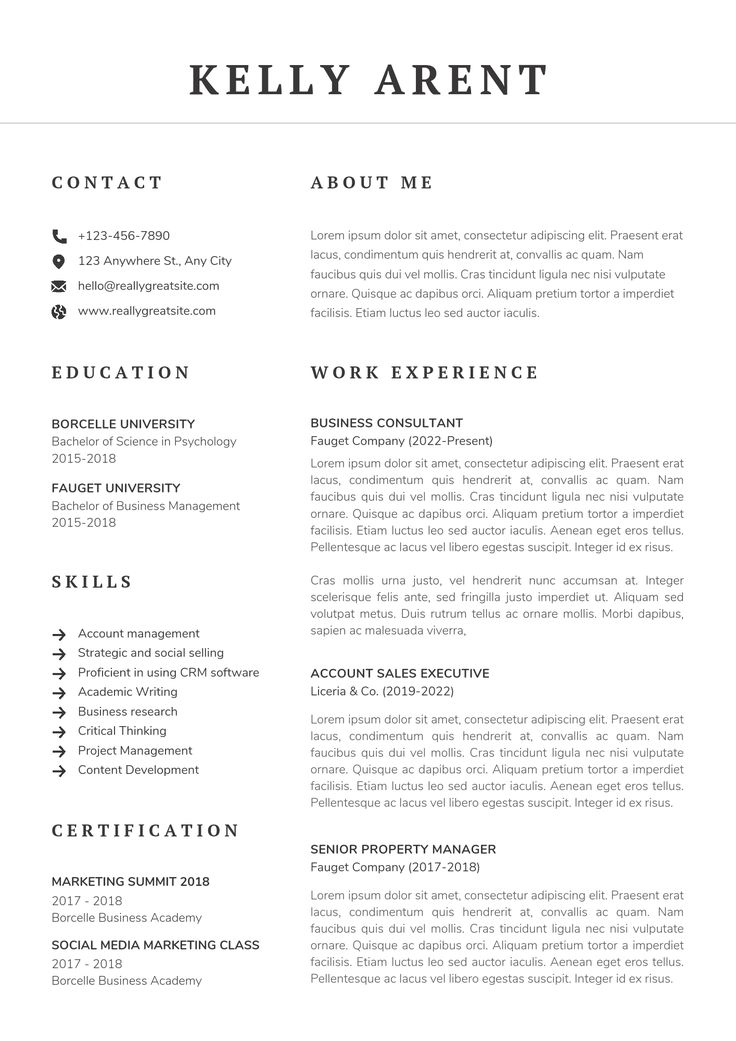 KELLY ARENT
CONTACT
+123-456-7890
123 Anywhere St., Any City
hello@reallygreatsite.com
www.reallygreatsite.com
EDUCATION
BORCELLE UNIVERSITY
Bachelor of Science in Psychology
2015-2018
FAUGET UNIVERSITY
Bachelor of Business Management
2015-2018
SKILLS
Account management
Strategic and social selling
Proficient in using CRM software
Academic Writing
Business research
Critical Thinking
Project Management
Content Development
CERTIFICATION
MARKETING SUMMIT 2018
2017 - 2018
Borcelle Business Academy
SOCIAL MEDIA MARKETING CLASS
2017 - 2018
Borcelle Business Academy
ABOUT ME
Lorem ipsum dolor sit amet, consectetur adipiscing elit. Praesent erat
lacus, condimentum quis hendrerit at, convallis ac quam. Nam
faucibus quis dui vel mollis. Cras tincidunt ligula nec nisi vulputate
ornare. Quisque ac dapibus orci. Aliquam pretium tortor a imperdiet
facilisis. Etiam luctus leo sed auctor iaculis.
WORK EXPERIENCE
BUSINESS CONSULTANT
Fauget Company (2022-Present)
Lorem ipsum dolor sit amet, consectetur adipiscing elit. Praesent erat
lacus, condimentum quis hendrerit at, convallis ac quam. Nam
faucibus quis dui vel mollis. Cras tincidunt ligula nec nisi vulputate
ornare. Quisque ac dapibus orci. Aliquam pretium tortor a imperdiet
facilisis. Etiam luctus leo sed auctor iaculis. Aenean eget eros tellus.
Pellentesque ac lacus vel libero egestas suscipit. Integer id ex risus.
Cras mollis urna justo, vel hendrerit nunc accumsan at. Integer
scelerisque felis ante, sed fringilla justo imperdiet ut. Aliquam sed
volutpat metus. Duis rutrum tellus ac ornare mollis. Morbi dapibus,
sapien ac malesuada viverra,
ACCOUNT SALES EXECUTIVE
Liceria & Co. (2019-2022)
Lorem ipsum dolor sit amet, consectetur adipiscing elit. Praesent erat
lacus, condimentum quis hendrerit at, convallis ac quam. Nam
faucibus quis dui vel mollis. Cras tincidunt ligula nec nisi vulputate
ornare. Quisque ac dapibus orci. Aliquam pretium tortor a imperdiet
facilisis. Etiam luctus leo sed auctor iaculis. Aenean eget eros tellus.
Pellentesque ac lacus vel libero egestas suscipit. Integer id ex risus.
SENIOR PROPERTY MANAGER
Fauget Company (2017-2018)
Lorem ipsum dolor sit amet, consectetur adipiscing elit. Praesent erat
lacus, condimentum quis hendrerit at, convallis ac quam. Nam
faucibus quis dui vel mollis. Cras tincidunt ligula nec nisi vulputate
ornare. Quisque ac dapibus orci. Aliquam pretium tortor a imperdiet
facilisis. Etiam luctus leo sed auctor iaculis. Aenean eget eros tellus.
Pellentesque ac lacus vel libero egestas suscipit. Integer id ex risus.